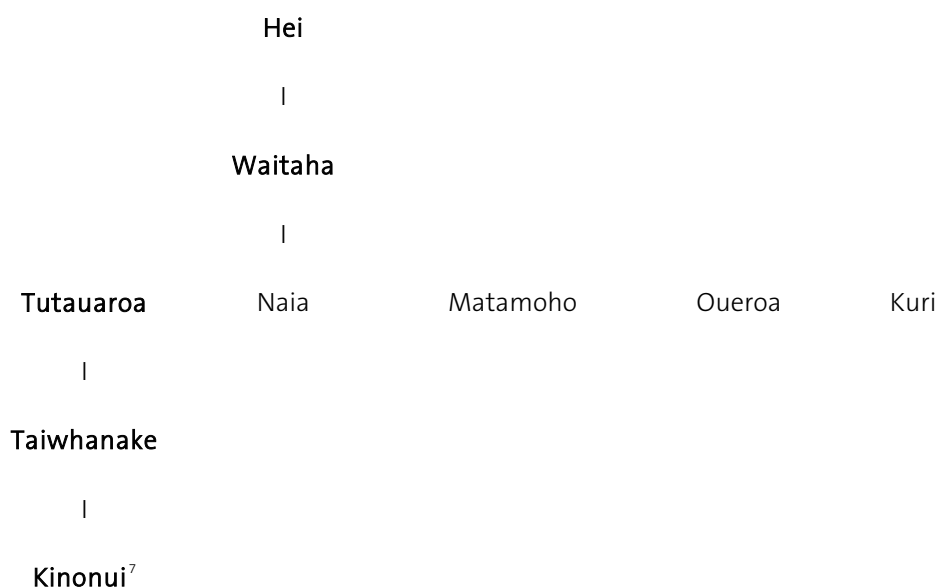 Hei
|
Waitaha
|
Tutauaroa Naia Matamoho Oueroa Kuri
|
Taiwhanake
|
Kinonui⁷